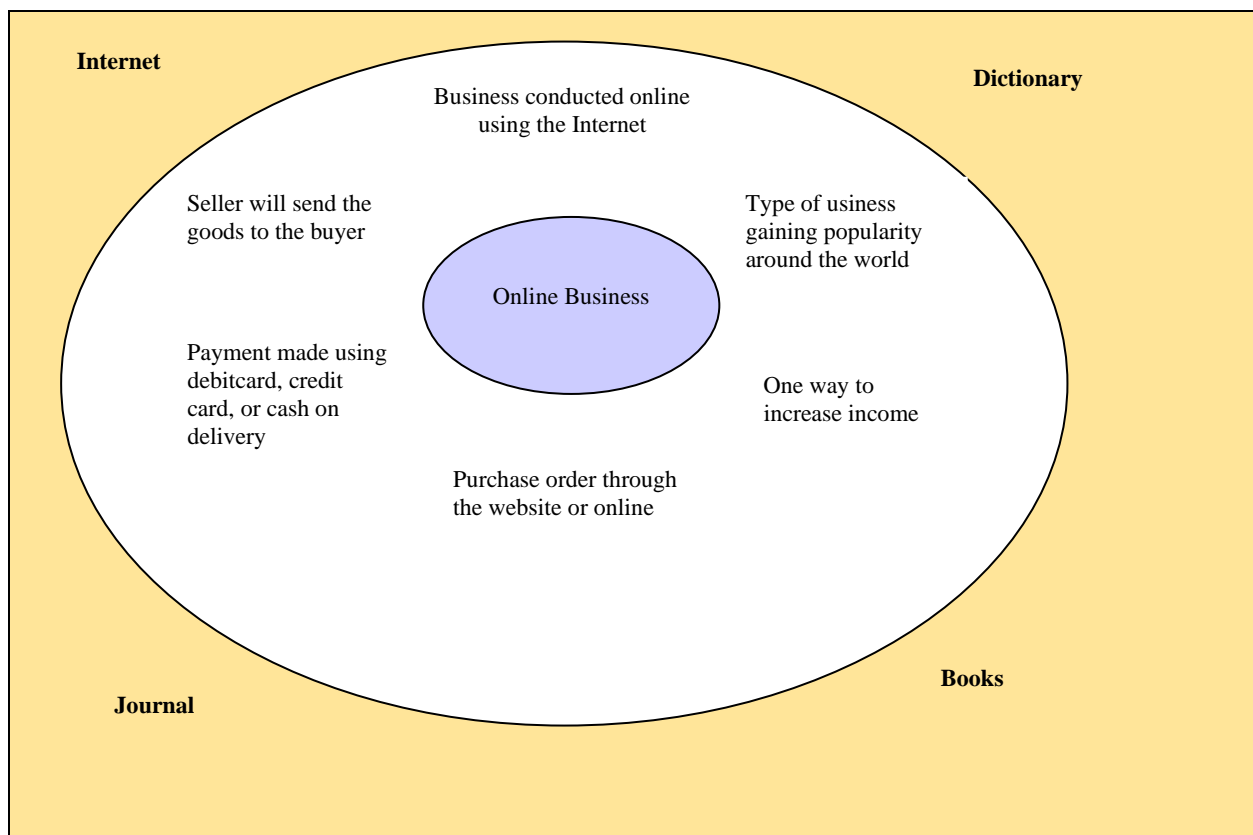 Internet
Dictionary
Business conducted online
using the Internet
Seller will send the
goods to the buyer
Type of usiness
gaining popularity
around the world
Online Business
Payment made using
debitcard, credit
card, or cash on
delivery
One way to
increase income
Purchase order through
the website or online
Books
Journal